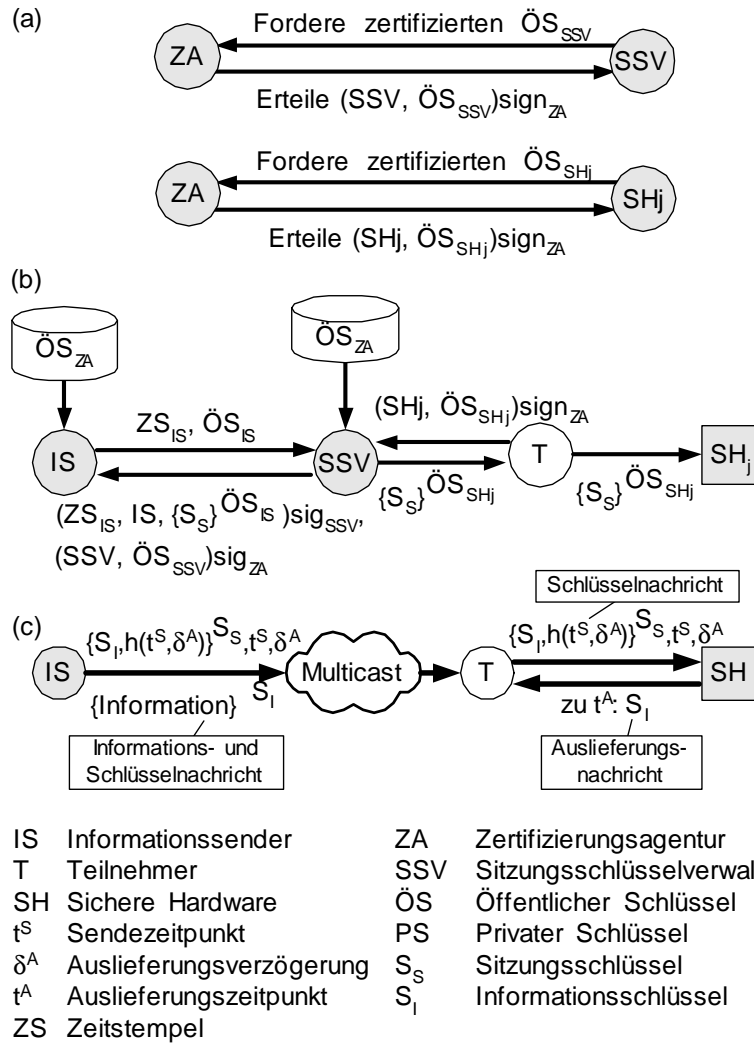 (a)
Fordere zertifizierten ÖS_SSV
ZA SSV
Erteile (SSV, ÖS_SSV)sign_ZA
Fordere zertifizierten ÖS_SHj
ZA SHj
Erteile (SHj, ÖS_SHj)sign_ZA
(b)
ÖS_ZA ÖS_ZA
ZS_IS, ÖS_IS (SHj, ÖS_SHj)sign_ZA
IS SSV T SH_j
{S_S}^ÖS_SHj {S_S}^ÖS_SHj
(ZS_IS, IS, {S_S}^ÖS_IS)sig_SSV,
(SSV, ÖS_SSV)sig_ZA
Schlüsselnachricht
(c)
{S_I,h(t^S,δ^A)}^S_S,t^S,δ^A {S_I,h(t^S,δ^A)}^S_S,t^S,δ^A
IS Multicast T SH
{Information}^S_I zu t^A: S_I
Informations- und
Schlüsselnachricht
Auslieferungs-
nachricht
IS Informationssender
T Teilnehmer
SH Sichere Hardware
t^S Sendezeitpunkt
δ^A Auslieferungsverzögerung
t^A Auslieferungszeitpunkt
ZS Zeitstempel
ZA Zertifizierungsagentur
SSV Sitzungsschlüsselverwal
ÖS Öffentlicher Schlüssel
PS Privater Schlüssel
S_S Sitzungsschlüssel
S_I Informationsschlüssel